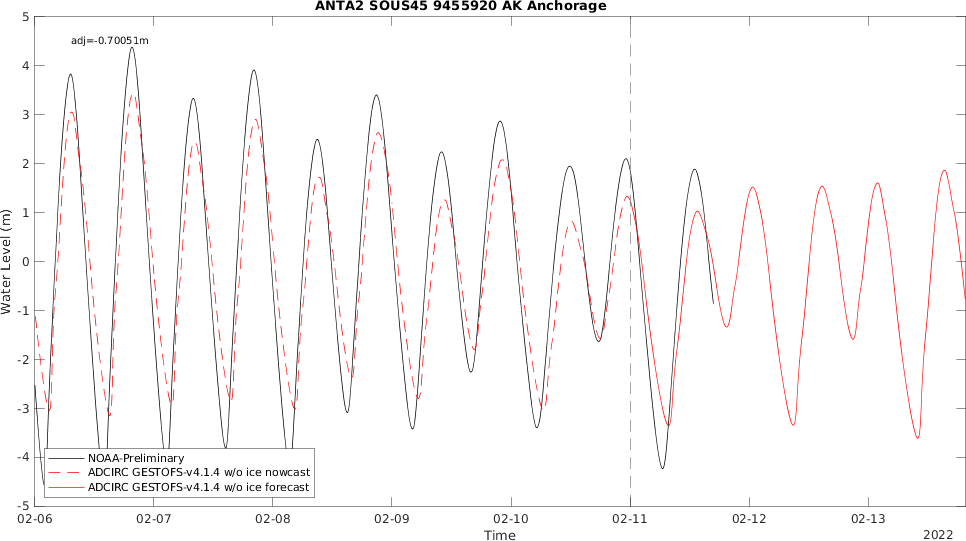 ANTA2 SOUS45 9455920 AK Anchorage
adj=-0.70051m
5
4
3
2
1
0
-1
-2
-3
-4
-5
Water Level (m)
NOAA-Preliminary
ADCIRC GESTOFS-v4.1.4 w/o ice nowcast
ADCIRC GESTOFS-v4.1.4 w/o ice forecast
02-06 02-07 02-08 02-09 02-10 02-11 02-12 02-13
Time
2022